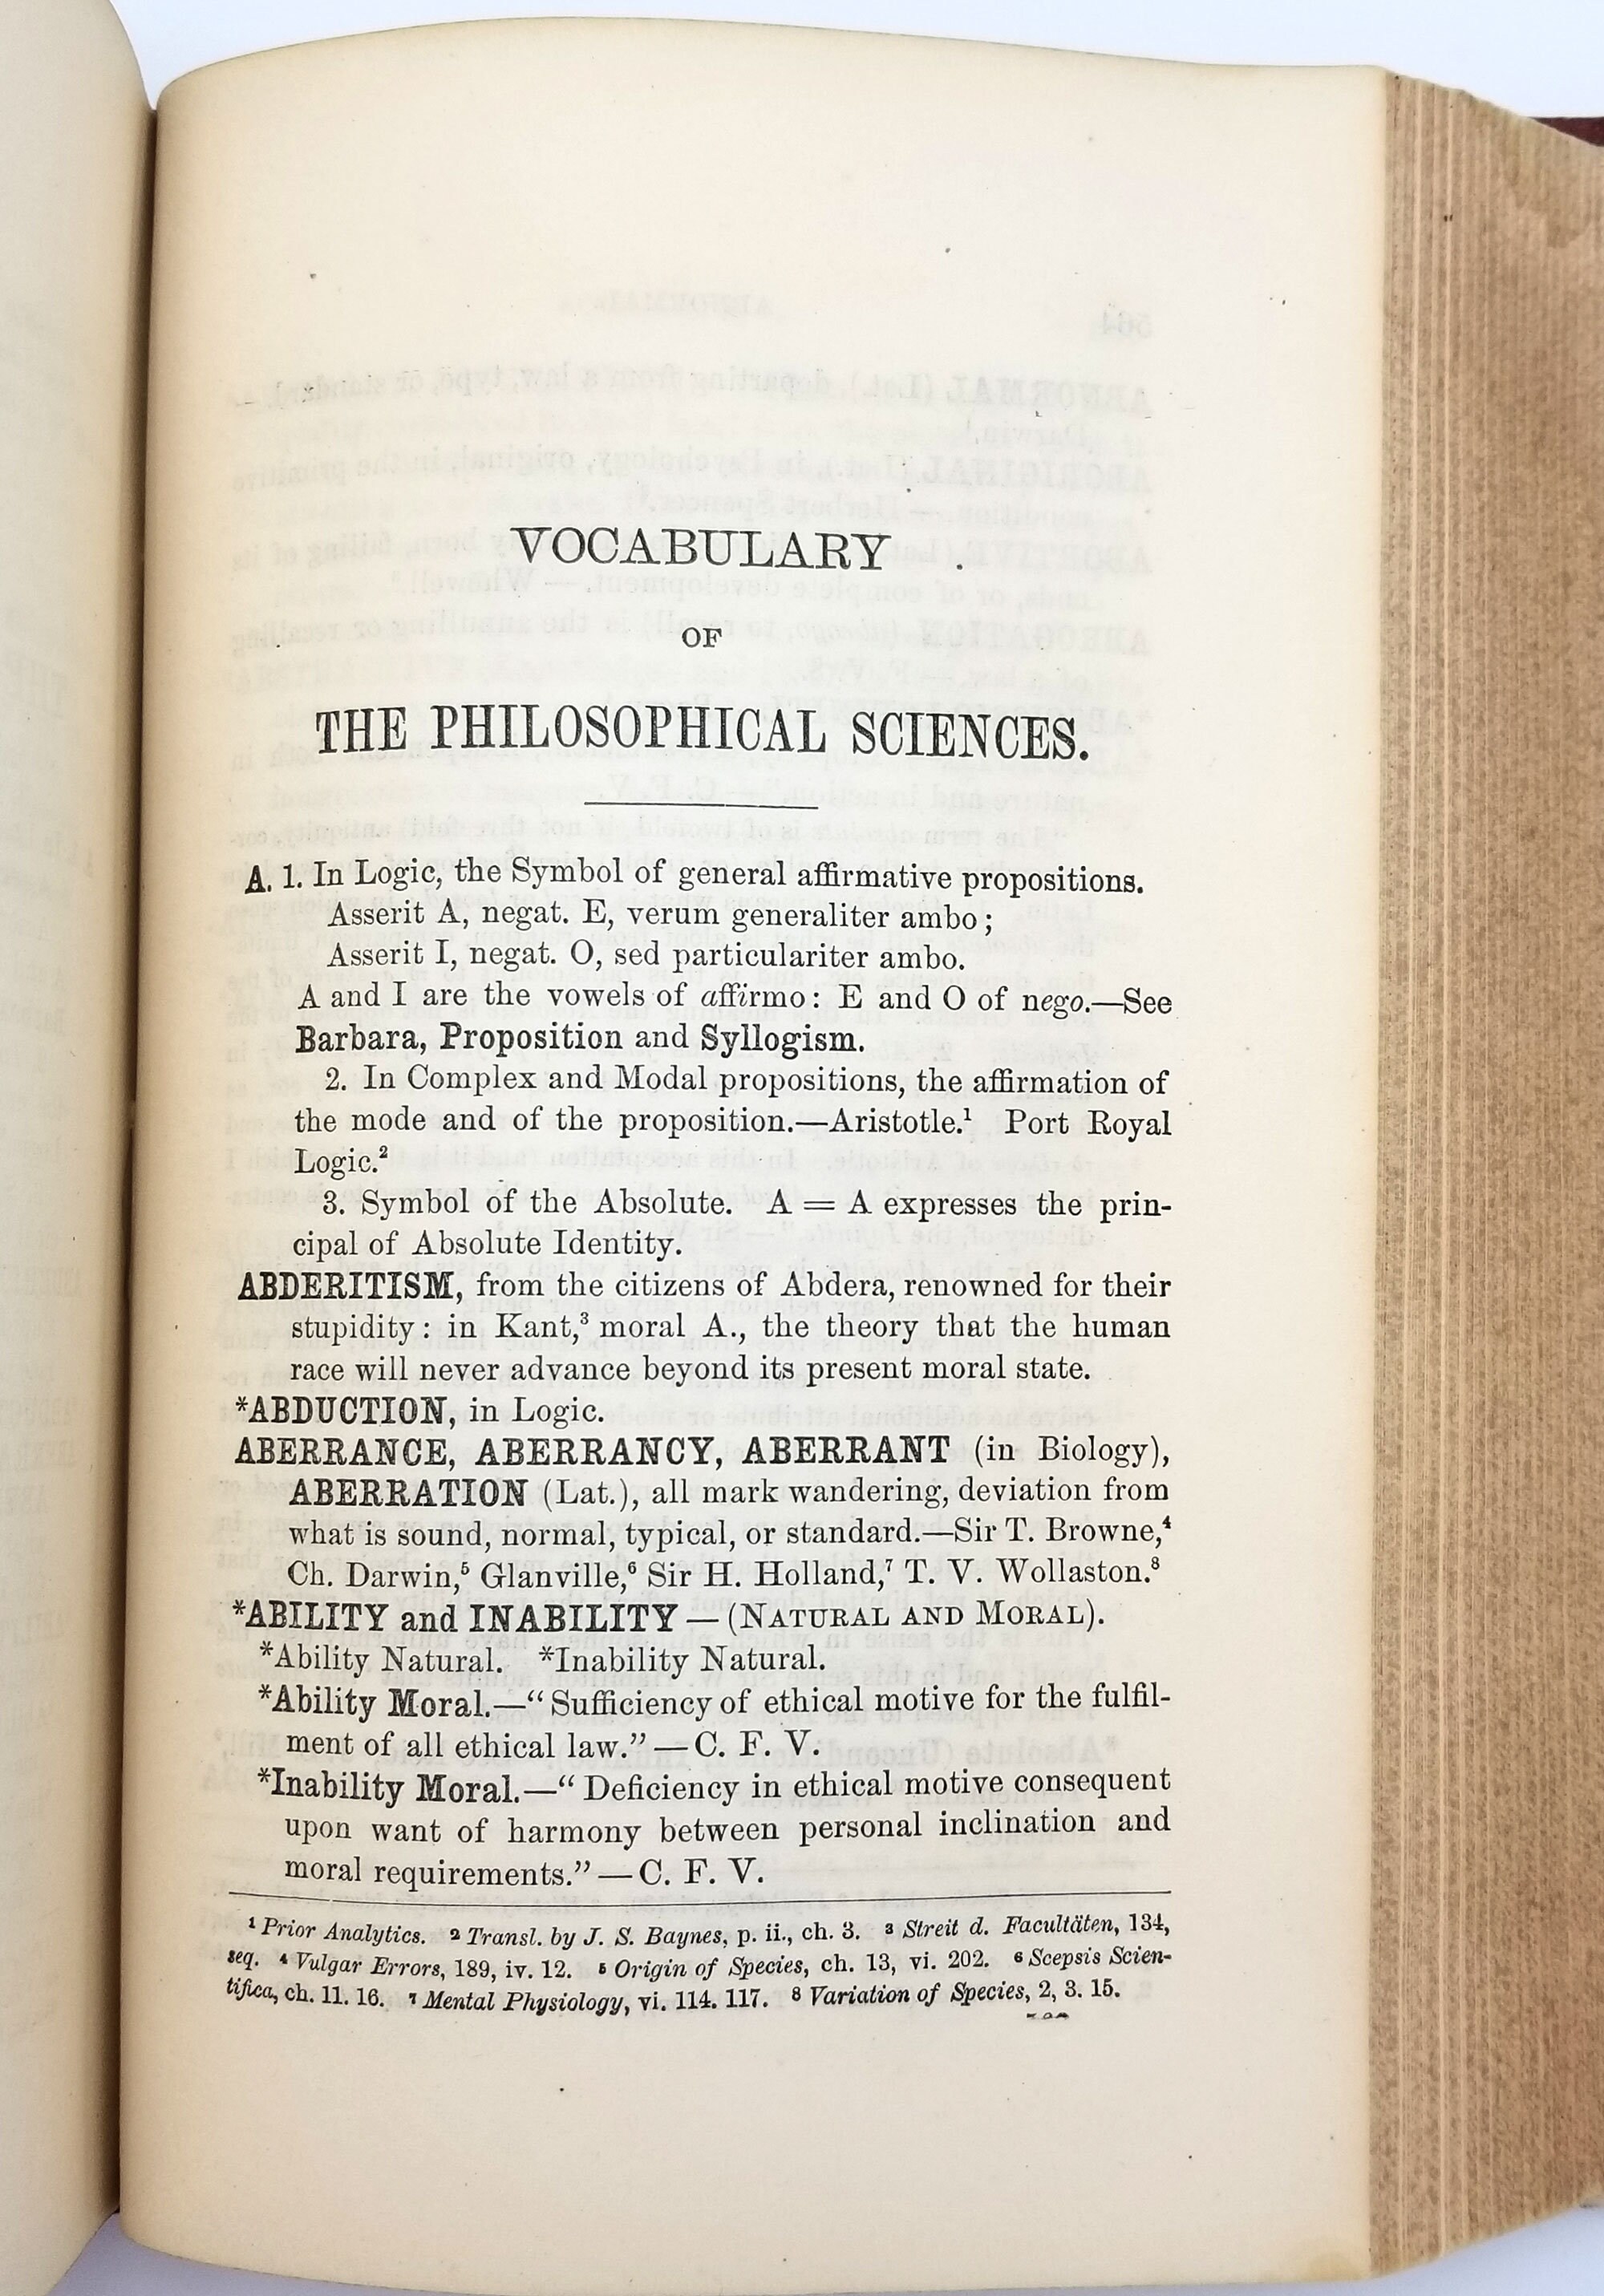 VOCABULARY
OF
THE PHILOSOPHICAL SCIENCES.
A. 1. In Logic, the Symbol of general affirmative propositions.
Asserit A, negat. E, verum generaliter ambo;
Asserit I, negat. O, sed particulariter ambo.
A and I are the vowels of affirmo: E and O of nego.—See
Barbara, Proposition and Syllogism.
2. In Complex and Modal propositions, the affirmation of
the mode and of the proposition.—Aristotle.¹ Port Royal
Logic.²
3. Symbol of the Absolute. A = A expresses the prin-
cipal of Absolute Identity.
ABDERITISM, from the citizens of Abdera, renowned for their
stupidity: in Kant,³ moral A., the theory that the human
race will never advance beyond its present moral state.
*ABDUCTION, in Logic.
ABERRANCE, ABERRANCY, ABERRANT (in Biology),
ABERRATION (Lat.), all mark wandering, deviation from
what is sound, normal, typical, or standard.—Sir T. Browne,⁴
Ch. Darwin,⁵ Glanville,⁶ Sir H. Holland,⁷ T. V. Wollaston.⁸
*ABILITY and INABILITY — (NATURAL AND MORAL).
*Ability Natural. *Inability Natural.
*Ability Moral.—“Sufficiency of ethical motive for the fulfil-
ment of all ethical law.” — C. F. V.
*Inability Moral.—“Deficiency in ethical motive consequent
upon want of harmony between personal inclination and
moral requirements.” — C. F. V.
¹ Prior Analytics. ² Transl. by J. S. Baynes, p. ii., ch. 3. ³ Streit d. Facultäten, 134,
seq. ⁴ Vulgar Errors, 189, iv. 12. ⁵ Origin of Species, ch. 13, vi. 202. ⁶ Scepsis Scien-
tifica, ch. 11. 16. ⁷ Mental Physiology, vi. 114. 117. ⁸ Variation of Species, 2, 3. 15.